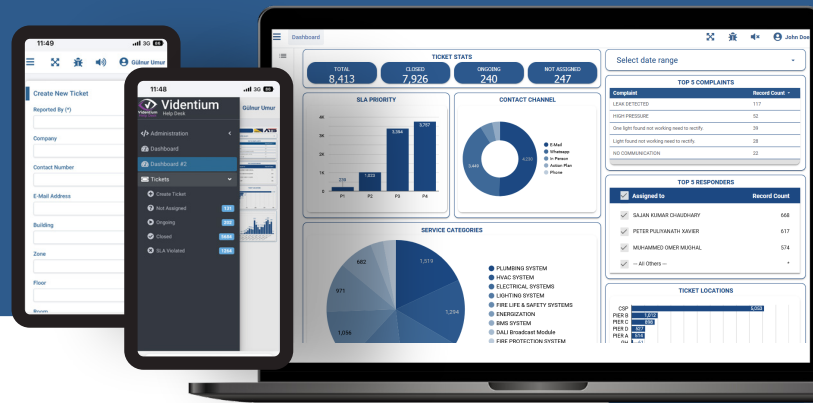 11:49
3G
Gülnur Umur
Create New Ticket
Reported By (*)
Company
Contact Number
E-Mail Address
Building
Zone
Floor
11:48
3G
Videntium
Help Desk
Gülnur Umur
Administration
Dashboard
Dashboard #2
Tickets
Create Ticket
Not Assigned
Ongoing
Closed
SLA Violated
Dashboard
John Doe
TICKET STATS
TOTAL
8,413
CLOSED
7,926
ONGOING
240
NOT ASSIGNED
247
SLA PRIORITY
4K
3K
2K
1K
0
1,023
3,394
3,757
P1
P2
P3
P4
CONTACT CHANNEL
E-Mail
Whatsapp
In Person
Action Plan
Phone
SERVICE CATEGORIES
1,519
1,294
1,056
971
682
PLUMBING SYSTEM
HVAC SYSTEM
ELECTRICAL SYSTEMS
LIGHTING SYSTEM
FIRE LIFE & SAFETY SYSTEMS
ENERGIZATION
BMS SYSTEM
DALI Broadcast Module
FIRE PROTECTION SYSTEM
Select date range
TOP 5 COMPLAINTS
Complaint Record Count
LEAK DETECTED 117
HIGH PRESSURE 52
One light found not working need to rectify. 39
Light found not working need to rectify. 28
NO COMMUNICATION 22
TOP 5 RESPONDERS
Assigned to Record Count
SAJAN KUMAR CHAUDHARY 668
PETER PULIYANATH XAVIER 617
MUHAMMED OMER MUGHAL 574
-- All Others --
TICKET LOCATIONS
CSP
PIER B
PIER C
PIER D
PIER A